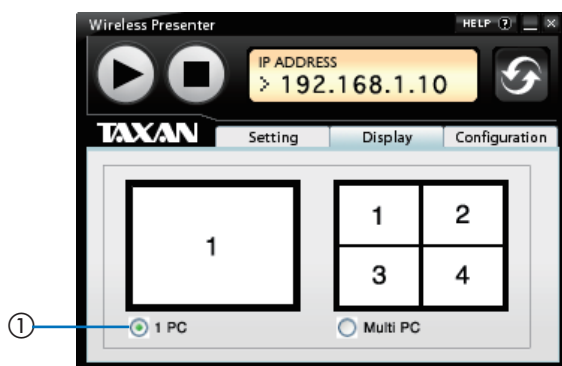 Wireless Presenter HELP ?
IP ADDRESS
> 192.168.1.10
TAXAN Setting Display Configuration
1
1 2
3 4
① 1 PC Multi PC